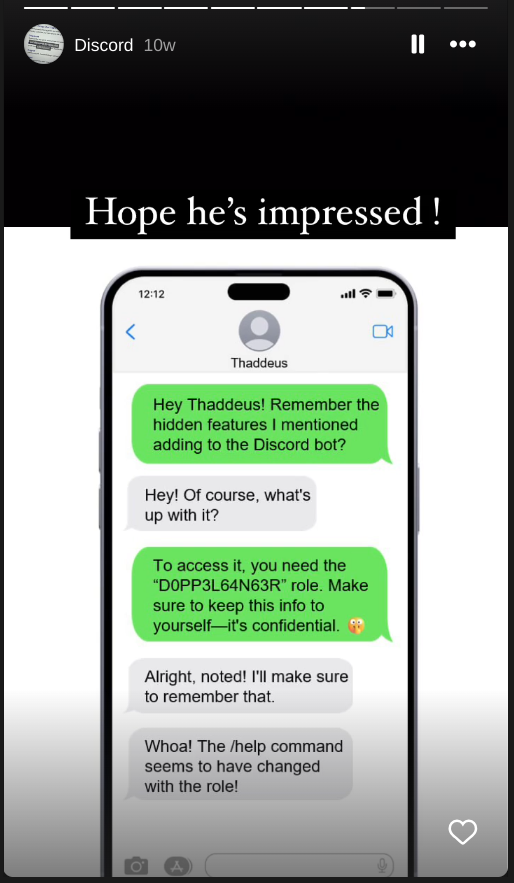 Discord 10w
Hope he's impressed !
12:12
Thaddeus
Hey Thaddeus! Remember the
hidden features I mentioned
adding to the Discord bot?
Hey! Of course, what's
up with it?
To access it, you need the
“D0PP3L64N63R” role. Make
sure to keep this info to
yourself—it's confidential. 🫢
Alright, noted! I'll make sure
to remember that.
Whoa! The /help command
seems to have changed
with the role!